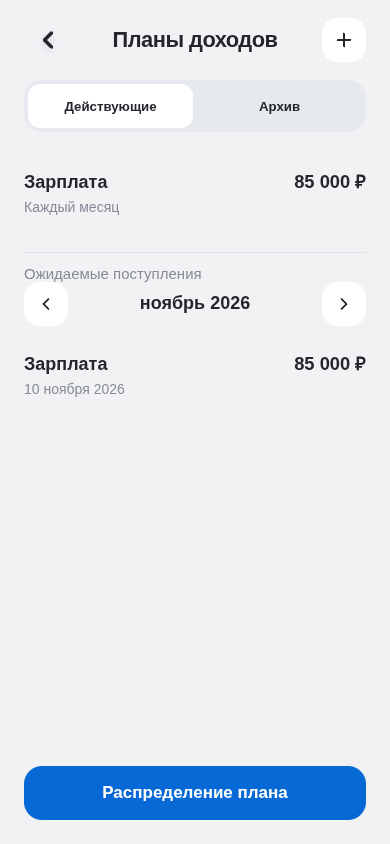 Планы доходов
Действующие
Архив
Зарплата
85 000 ₽
Каждый месяц
Ожидаемые поступления
ноябрь 2026
Зарплата
85 000 ₽
10 ноября 2026
Распределение плана